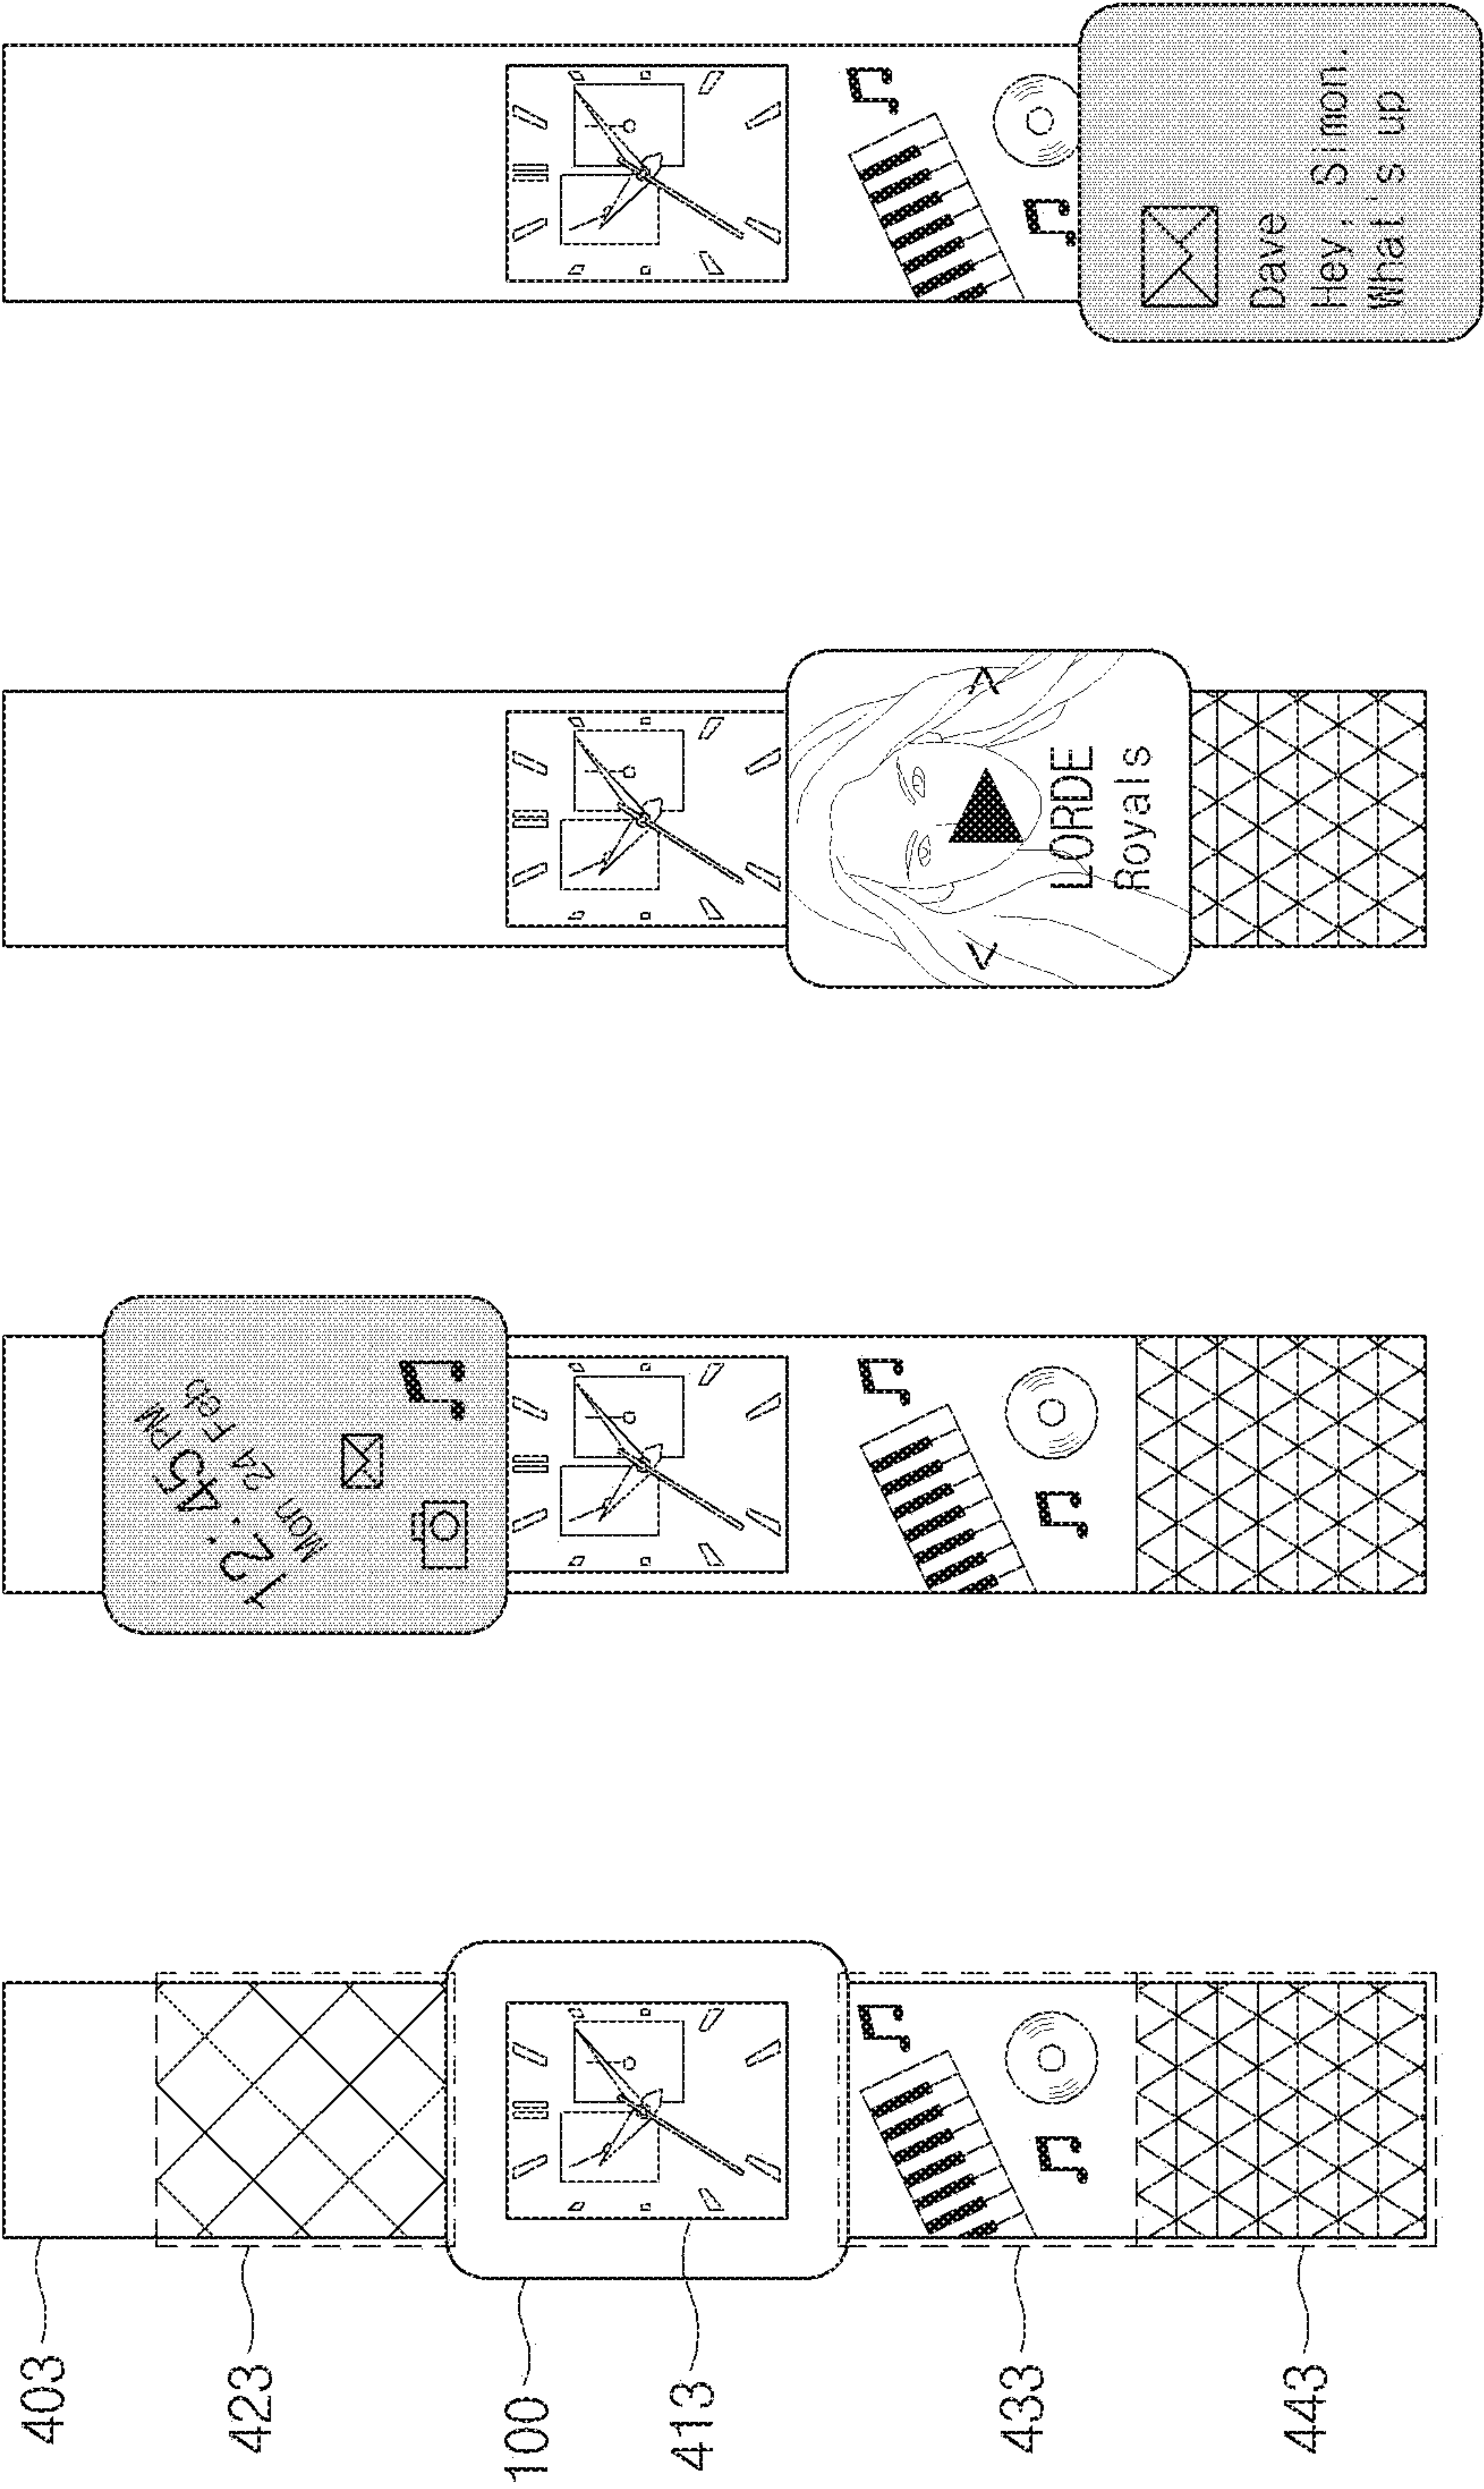 403
423
100
413
433
443
12:45 PM
Mon 24 Feb
<
>
LORDE
Royals
Dave
Hey, Simon.
What's up